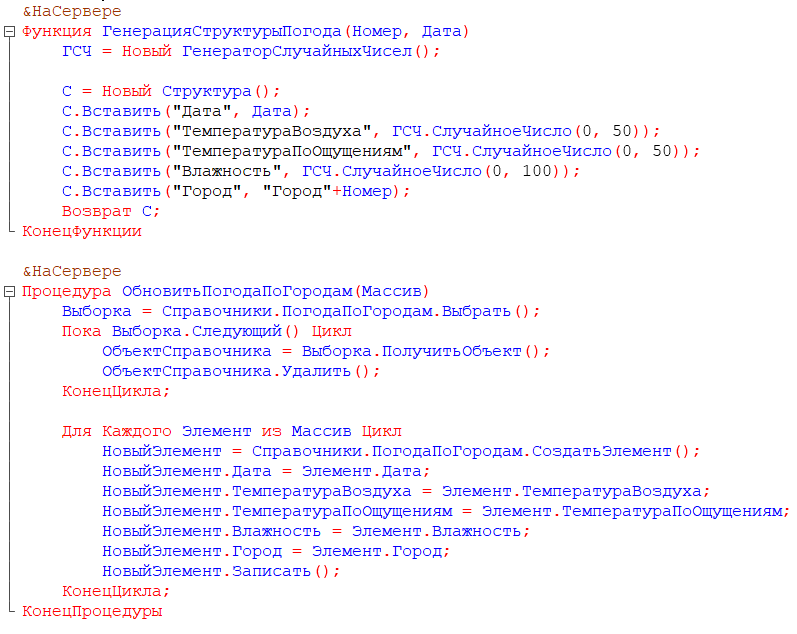 &НаСервере
Функция ГенерацияСтруктурыПогода(Номер, Дата)
ГСЧ = Новый ГенераторСлучайныхЧисел();
С = Новый Структура();
С.Вставить("Дата", Дата);
С.Вставить("ТемператураВоздуха", ГСЧ.СлучайноеЧисло(0, 50));
С.Вставить("ТемператураПоОщущениям", ГСЧ.СлучайноеЧисло(0, 50));
С.Вставить("Влажность", ГСЧ.СлучайноеЧисло(0, 100));
С.Вставить("Город", "Город"+Номер);
Возврат С;
КонецФункции
&НаСервере
Процедура ОбновитьПогодаПоГородам(Массив)
Выборка = Справочники.ПогодаПоГородам.Выбрать();
Пока Выборка.Следующий() Цикл
ОбъектСправочника = Выборка.ПолучитьОбъект();
ОбъектСправочника.Удалить();
КонецЦикла;
Для Каждого Элемент из Массив Цикл
НовыйЭлемент = Справочники.ПогодаПоГородам.СоздатьЭлемент();
НовыйЭлемент.Дата = Элемент.Дата;
НовыйЭлемент.ТемператураВоздуха = Элемент.ТемператураВоздуха;
НовыйЭлемент.ТемператураПоОщущениям = Элемент.ТемператураПоОщущениям;
НовыйЭлемент.Влажность = Элемент.Влажность;
НовыйЭлемент.Город = Элемент.Город;
НовыйЭлемент.Записать();
КонецЦикла;
КонецПроцедуры